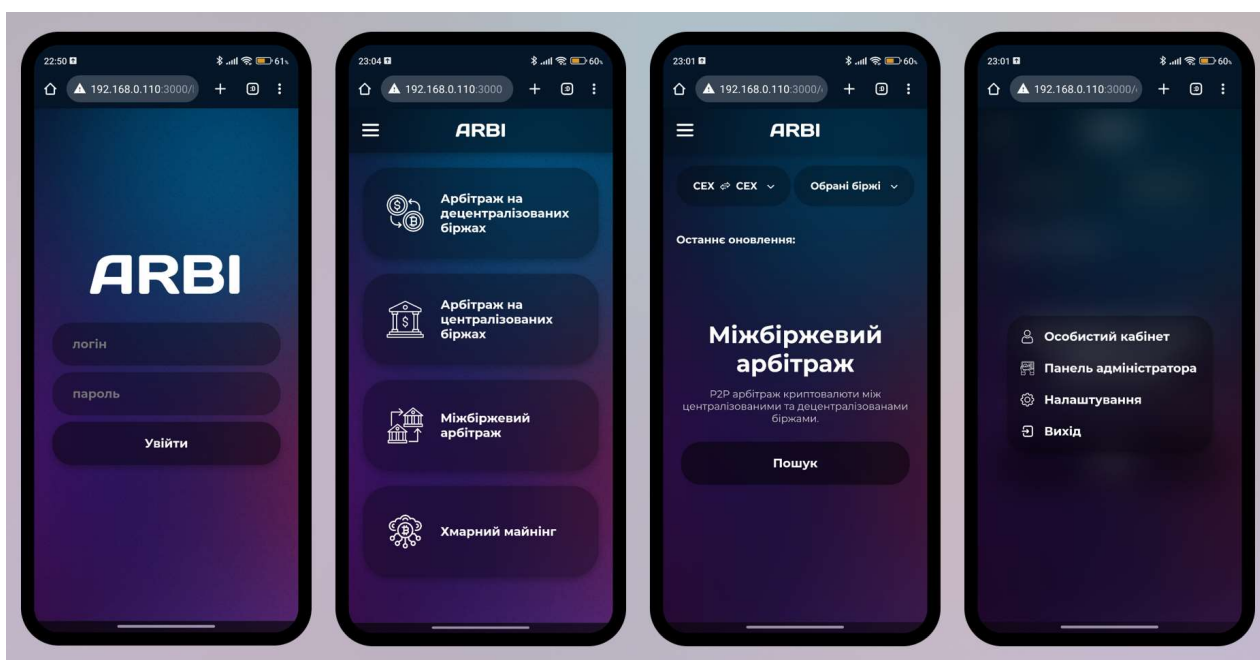 22:50
61%
192.168.0.110:3000/l
ARBI
логін
пароль
Увійти
23:04
60%
192.168.0.110:3000
ARBI
Арбітраж на
децентралізованих
біржах
Арбітраж на
централізованих
біржах
Міжбіржевий
арбітраж
Хмарний майнінг
23:01
60%
192.168.0.110:3000/
ARBI
CEX ⇄ CEX
Обрані біржі
Останнє оновлення:
Міжбіржевий
арбітраж
P2P арбітраж криптовалюти між
централізованими та децентралізованами
біржами.
Пошук
23:01
60%
192.168.0.110:3000/
Особистий кабінет
Панель адміністратора
Налаштування
Вихід